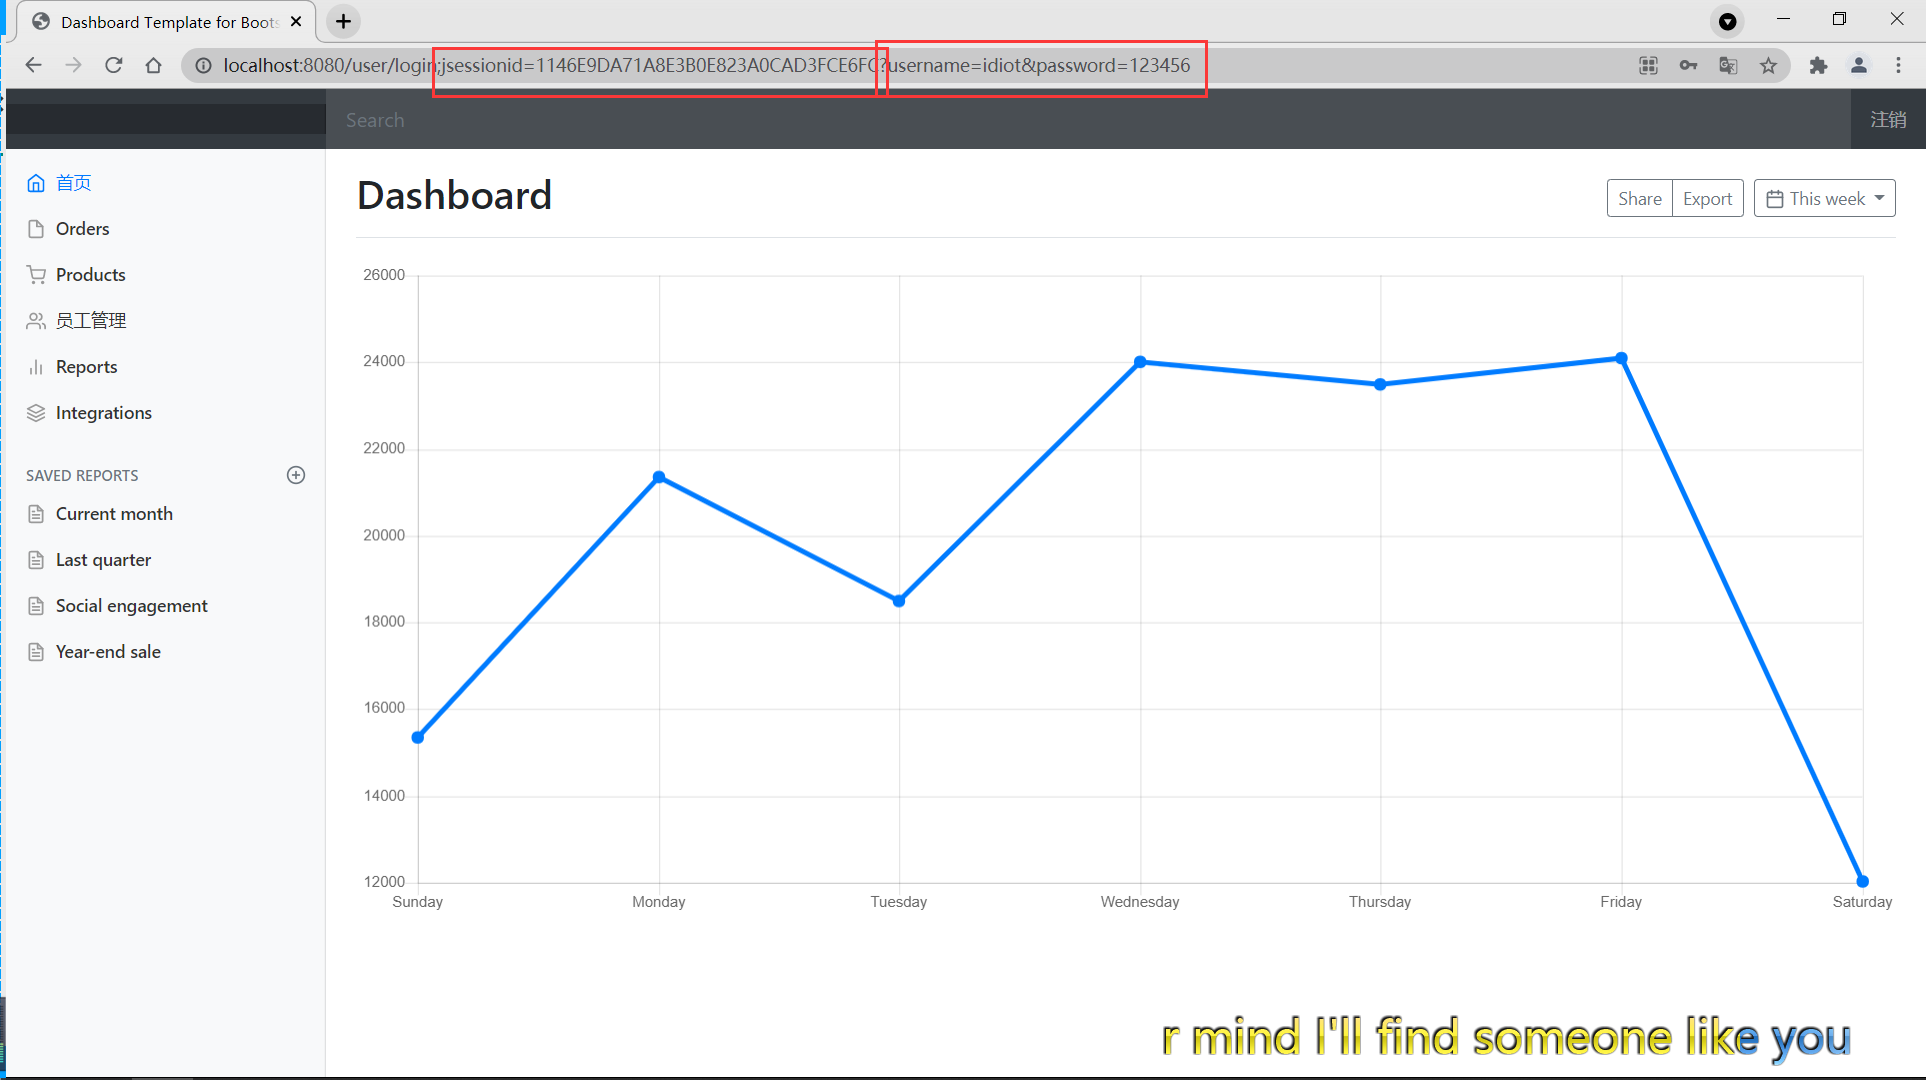 Dashboard Template for Boots
localhost:8080/user/login;jsessionid=1146E9DA71A8E3B0E823A0CAD3FCE6FC?username=idiot&password=123456
Search
注销
首页
Orders
Products
员工管理
Reports
Integrations
SAVED REPORTS
Current month
Last quarter
Social engagement
Year-end sale
Dashboard
Share
Export
This week
26000
24000
22000
20000
18000
16000
14000
12000
Sunday Monday Tuesday Wednesday Thursday Friday Saturday
r mind I'll find someone like you